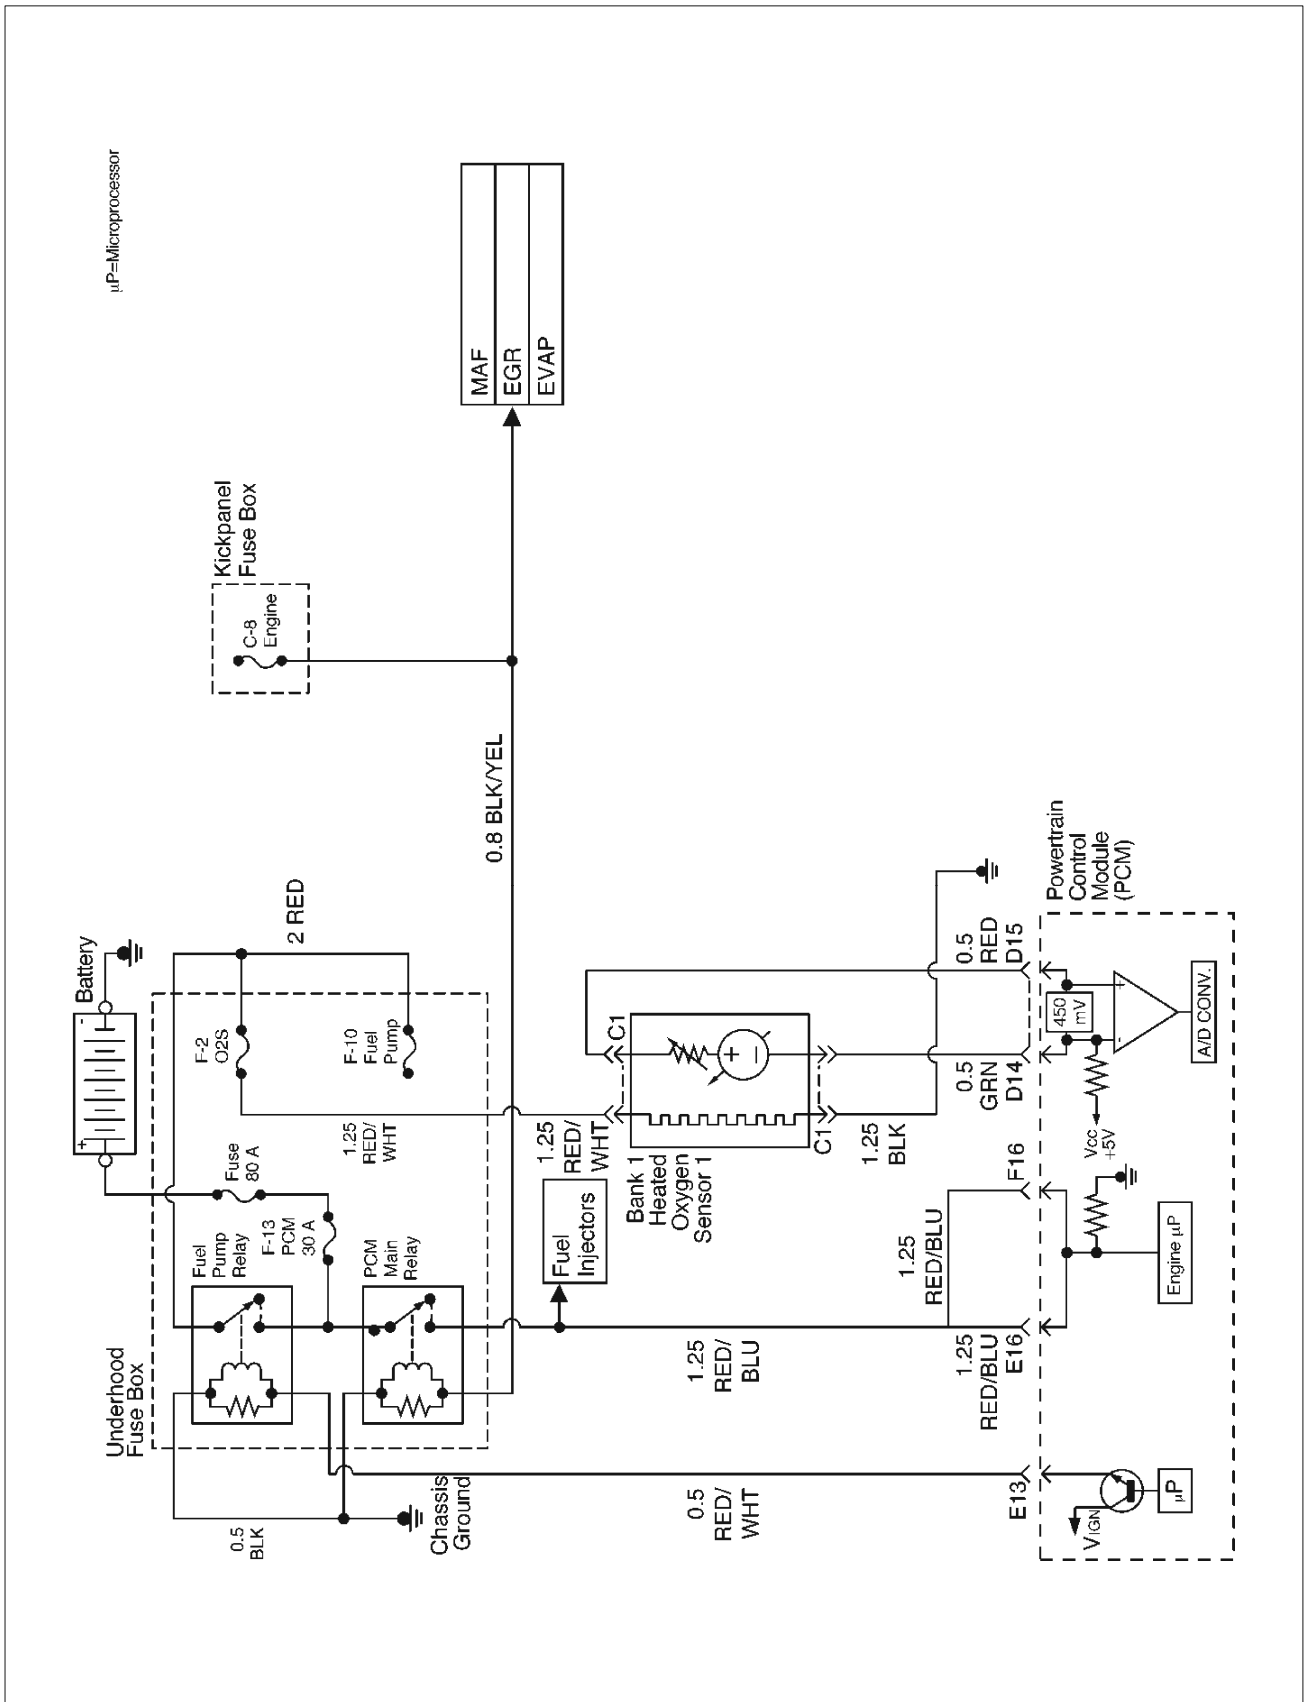 μP=Microprocessor
MAF
EGR
EVAP
Kickpanel
Fuse Box
C-8
Engine
0.8 BLK/YEL
Battery
-
+
2 RED
F-2
O2S
F-10
Fuel
Pump
1.25
RED/
WHT
Fuse
80 A
F-13
PCM
30 A
Fuel
Pump
Relay
PCM
Main
Relay
Underhood
Fuse Box
0.5
BLK
Chassis
Ground
Fuel
Injectors
1.25
RED/
WHT
Bank 1
Heated
Oxygen
Sensor 1
C1
+
-
C1
1.25
BLK
0.5
RED/
WHT
E13
1.25
RED/
BLU
1.25
RED/BLU
E16
1.25
RED/BLU
F16
0.5
GRN
D14
0.5
RED
D15
Powertrain
Control
Module
(PCM)
450
mV
-
+
A/D CONV.
Vcc
+5V
Engine μP
VIGN
μP